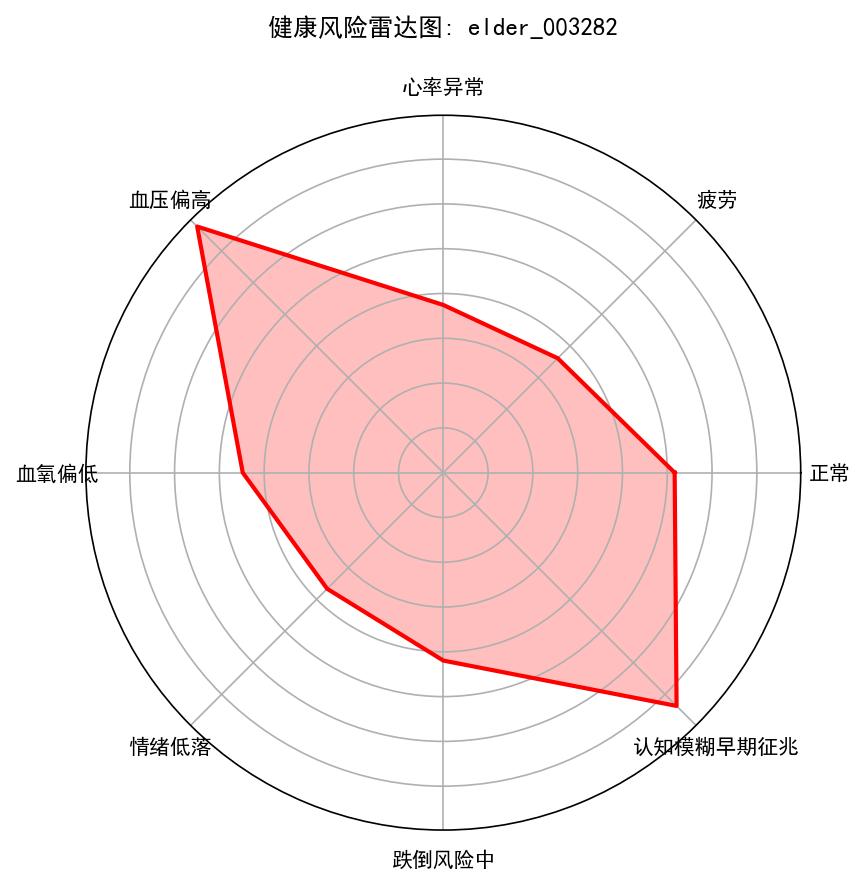 健康风险雷达图: elder_003282
心率异常
血压偏高
疲劳
血氧偏低
正常
情绪低落
认知模糊早期征兆
跌倒风险中